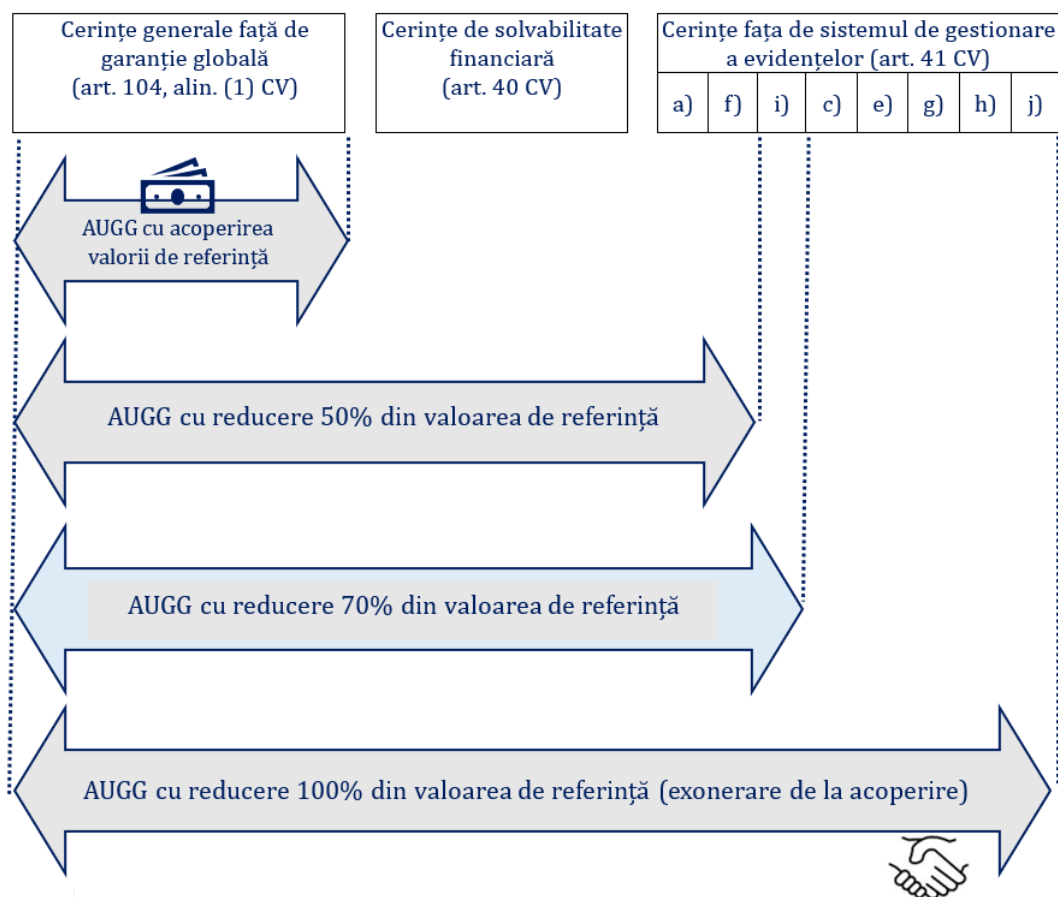 Cerințe generale față de
garanție globală
(art. 104, alin. (1) CV)
Cerințe de solvabilitate
financiară
(art. 40 CV)
Cerințe fața de sistemul de gestionare
a evidențelor (art. 41 CV)
a) f) i) c) e) g) h) j)
AUGG cu acoperirea
valorii de referință
AUGG cu reducere 50% din valoarea de referință
AUGG cu reducere 70% din valoarea de referință
AUGG cu reducere 100% din valoarea de referință (exonerare de la acoperire)